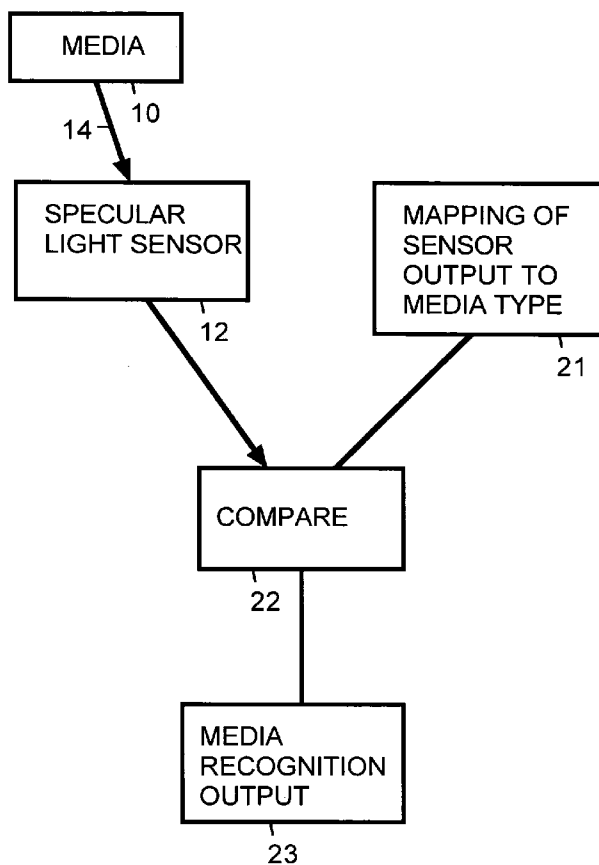 MEDIA
10
14
SPECULAR
LIGHT SENSOR
12
MAPPING OF
SENSOR
OUTPUT TO
MEDIA TYPE
21
COMPARE
22
MEDIA
RECOGNITION
OUTPUT
23